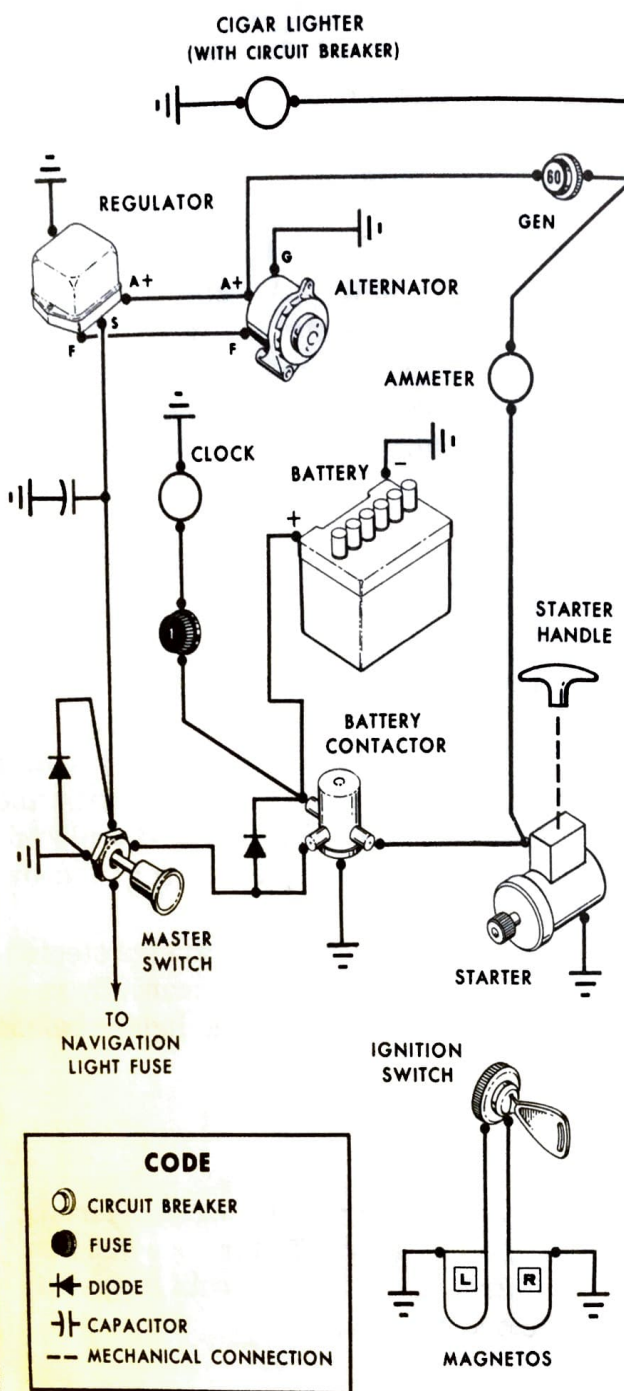 CIGAR LIGHTER
(WITH CIRCUIT BREAKER)
60
GEN
REGULATOR
A+
A+
G
ALTERNATOR
S
F
F
C
AMMETER
CLOCK
BATTERY
−
+
1
STARTER
HANDLE
BATTERY
CONTACTOR
MASTER
SWITCH
STARTER
TO
NAVIGATION
LIGHT FUSE
IGNITION
SWITCH
CODE
CIRCUIT BREAKER
FUSE
DIODE
CAPACITOR
MECHANICAL CONNECTION
L
R
MAGNETOS